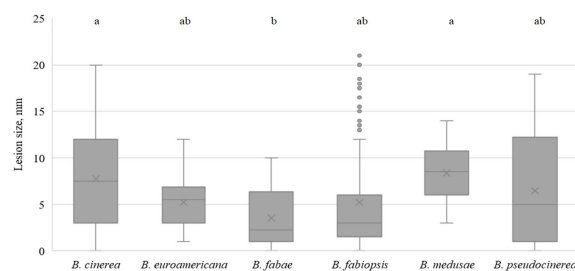 25
a ab b ab a ab
20
15
10
5
0
Lesion size, mm
B. cinerea B. euroamericana B. fabae B. fabiopsis B. medusae B. pseudocinerea